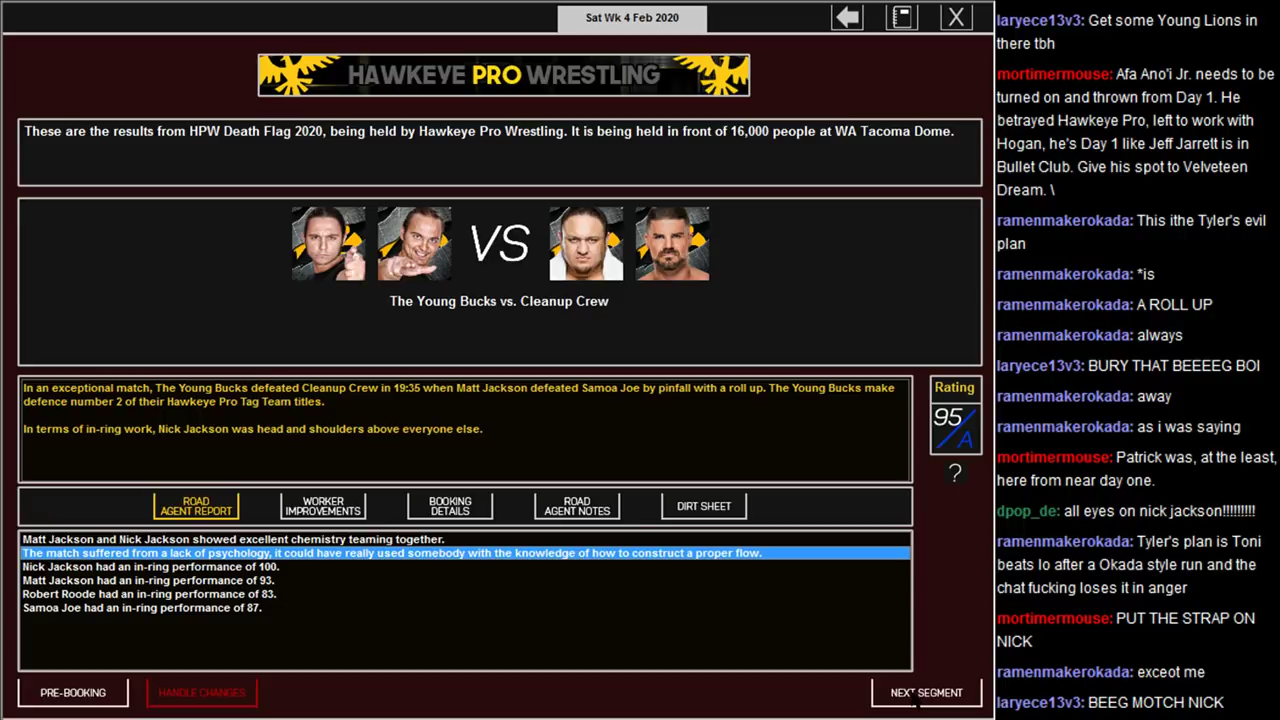 Sat Wk 4 Feb 2020
X
HAWKEYE PRO WRESTLING
These are the results from HPW Death Flag 2020, being held by Hawkeye Pro Wrestling. It is being held in front of 16,000 people at WA Tacoma Dome.
VS
The Young Bucks vs. Cleanup Crew
In an exceptional match, The Young Bucks defeated Cleanup Crew in 19:35 when Matt Jackson defeated Samoa Joe by pinfall with a roll up. The Young Bucks make
defence number 2 of their Hawkeye Pro Tag Team titles.
In terms of in-ring work, Nick Jackson was head and shoulders above everyone else.
Rating
95/A
?
ROAD
AGENT REPORT
WORKER
IMPROVEMENTS
BOOKING
DETAILS
ROAD
AGENT NOTES
DIRT SHEET
Matt Jackson and Nick Jackson showed excellent chemistry teaming together.
The match suffered from a lack of psychology, it could have really used somebody with the knowledge of how to construct a proper flow.
Nick Jackson had an in-ring performance of 100.
Matt Jackson had an in-ring performance of 93.
Robert Roode had an in-ring performance of 83.
Samoa Joe had an in-ring performance of 87.
PRE-BOOKING
HANDLE CHANGES
NEXT SEGMENT
laryece13v3: Get some Young Lions in
there tbh
mortimermouse: Afa Ano'i Jr. needs to be
turned on and thrown from Day 1. He
betrayed Hawkeye Pro, left to work with
Hogan, he's Day 1 like Jeff Jarrett is in
Bullet Club. Give his spot to Velveteen
Dream. \
ramenmakerokada: This ithe Tyler's evil
plan
ramenmakerokada: *is
ramenmakerokada: A ROLL UP
ramenmakerokada: always
laryece13v3: BURY THAT BEEEEG BOI
ramenmakerokada: away
ramenmakerokada: as i was saying
mortimermouse: Patrick was, at the least,
here from near day one.
dpop_de: all eyes on nick jackson!!!!!!!!!
ramenmakerokada: Tyler's plan is Toni
beats Io after a Okada style run and the
chat fucking loses it in anger
mortimermouse: PUT THE STRAP ON
NICK
ramenmakerokada: exceot me
laryece13v3: BEEG MOTCH NICK